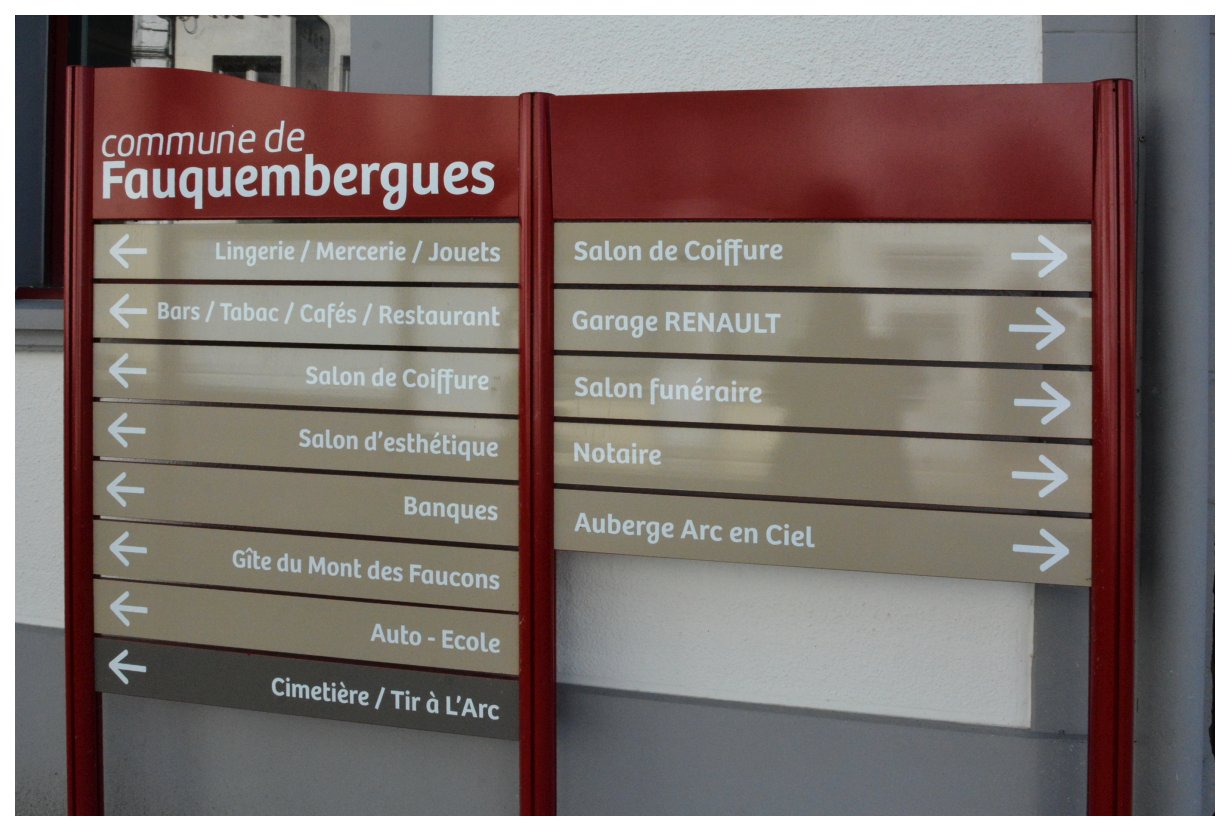 commune de
Fauquembergues
Lingerie / Mercerie / Jouets
Bars / Tabac / Cafés / Restaurant
Salon de Coiffure
Salon d'esthétique
Banques
Gîte du Mont des Faucons
Auto - Ecole
Cimetière / Tir à L'Arc
Salon de Coiffure
Garage RENAULT
Salon funéraire
Notaire
Auberge Arc en Ciel